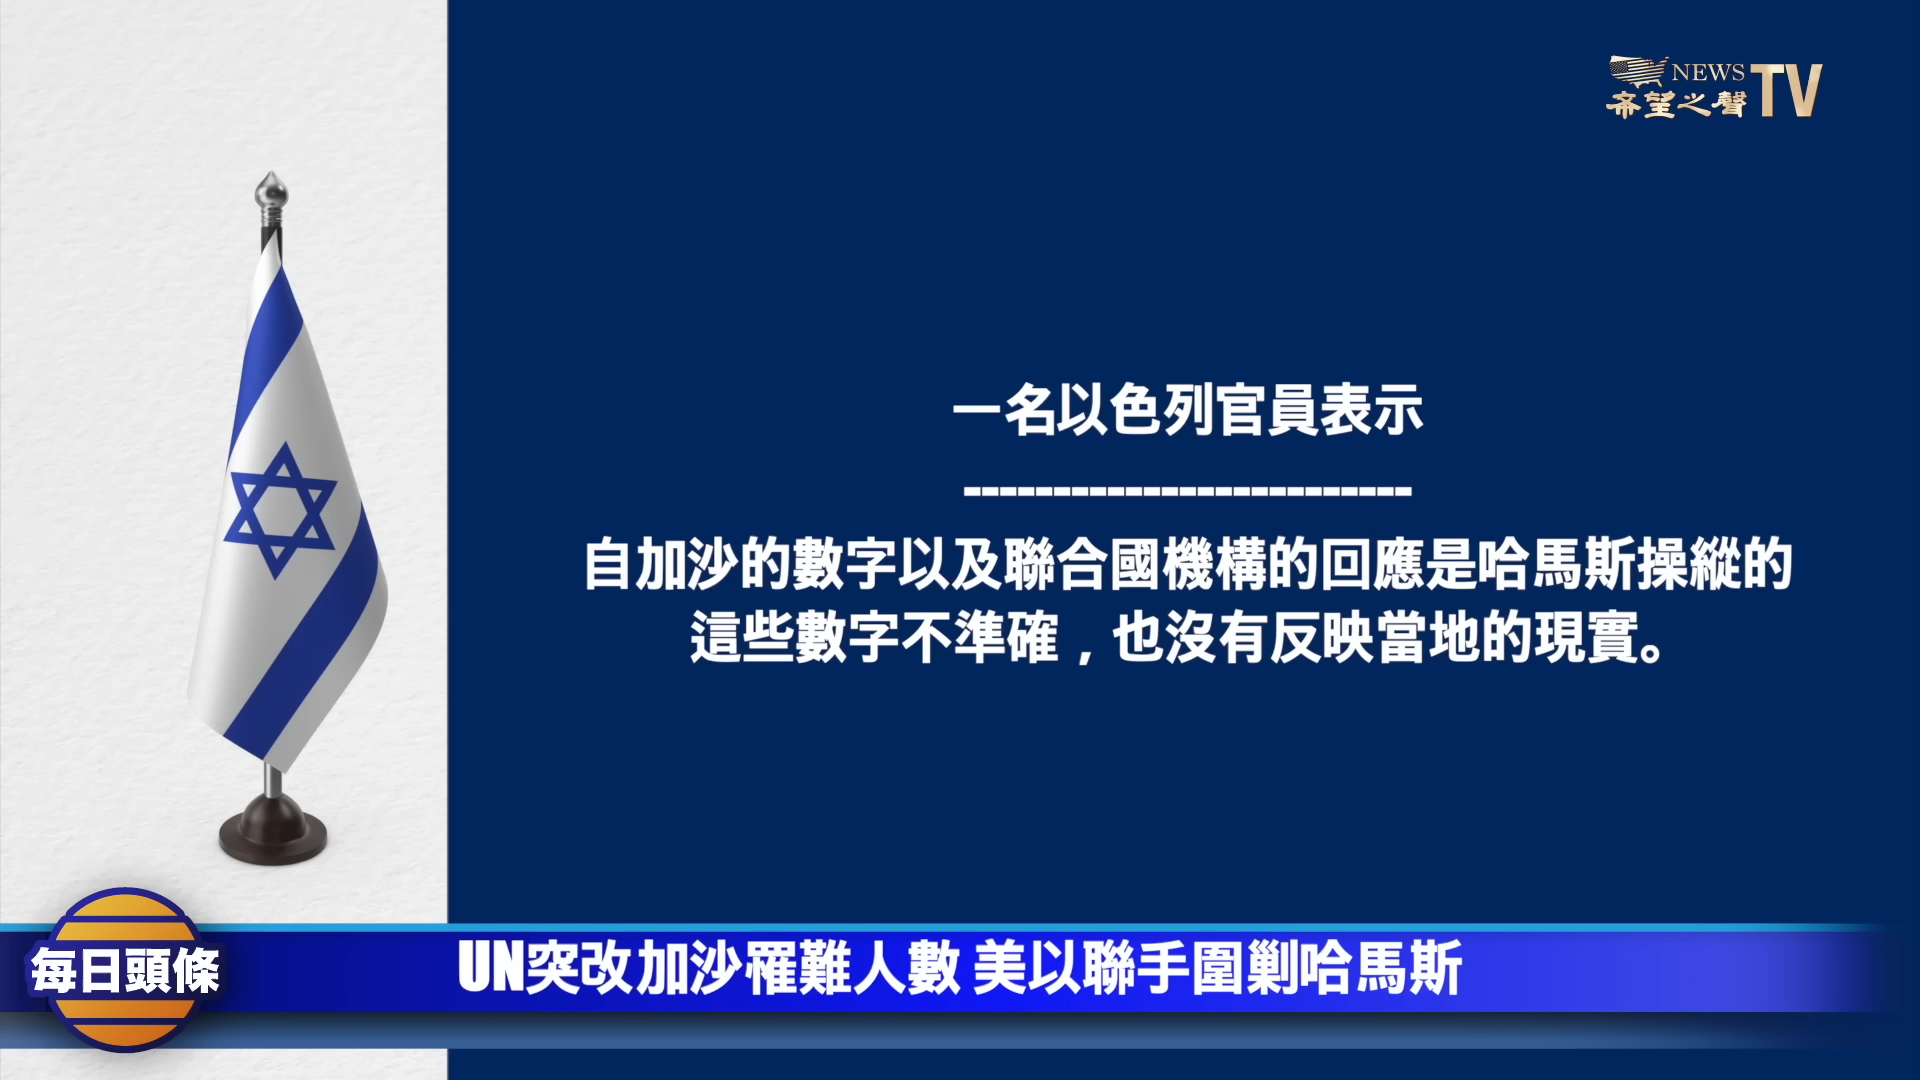 NEWS
希望之聲TV
一名以色列官員表示
-------------------------
自加沙的數字以及聯合國機構的回應是哈馬斯操縱的
這些數字不準確，也沒有反映當地的現實。
每日頭條
UN突改加沙罹難人數 美以聯手圍剿哈馬斯